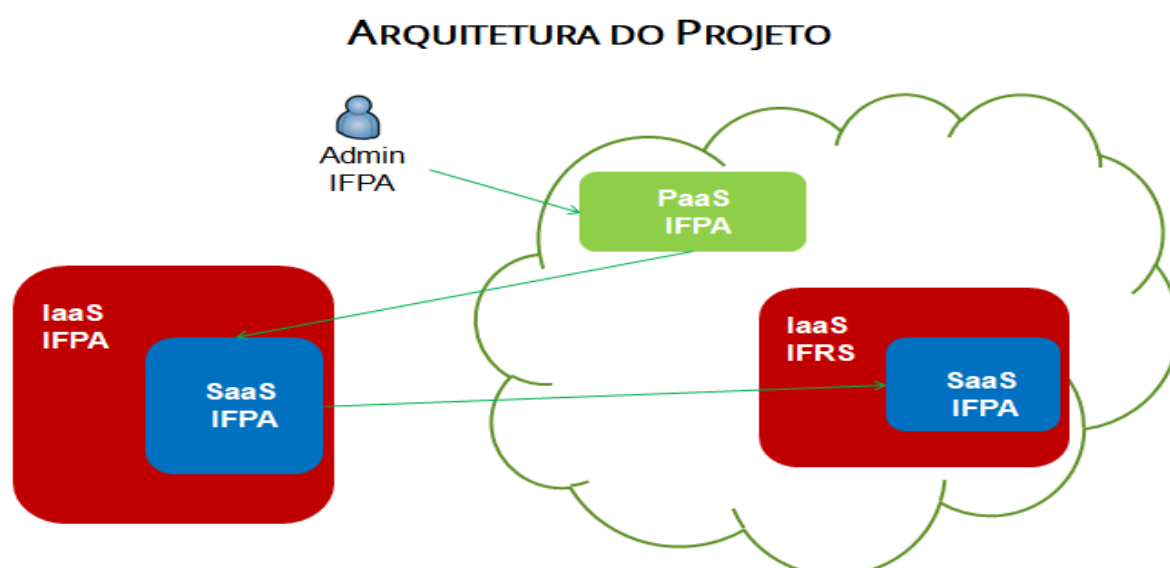 ARQUITETURA DO PROJETO
Admin
IFPA
PaaS
IFPA
IaaS
IFPA
SaaS
IFPA
IaaS
IFRS
SaaS
IFPA